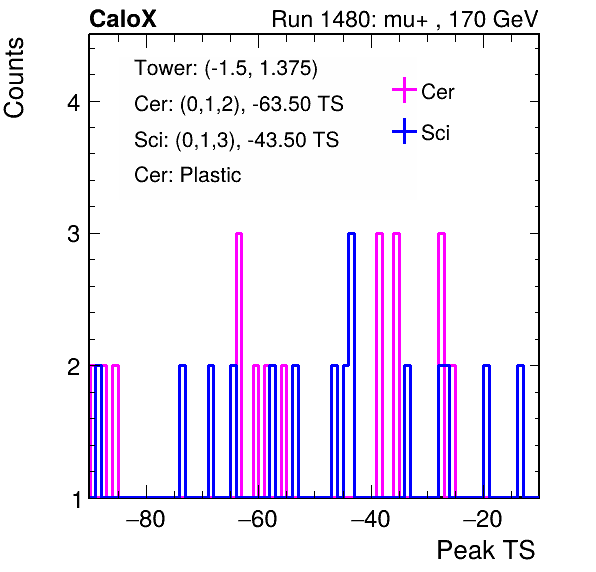 CaloX Run 1480: mu+ , 170 GeV
Counts
Tower: (-1.5, 1.375)
Cer: (0,1,2), -63.50 TS
Sci: (0,1,3), -43.50 TS
Cer: Plastic
Cer
Sci
4
3
2
1
−80 −60 −40 −20
Peak TS